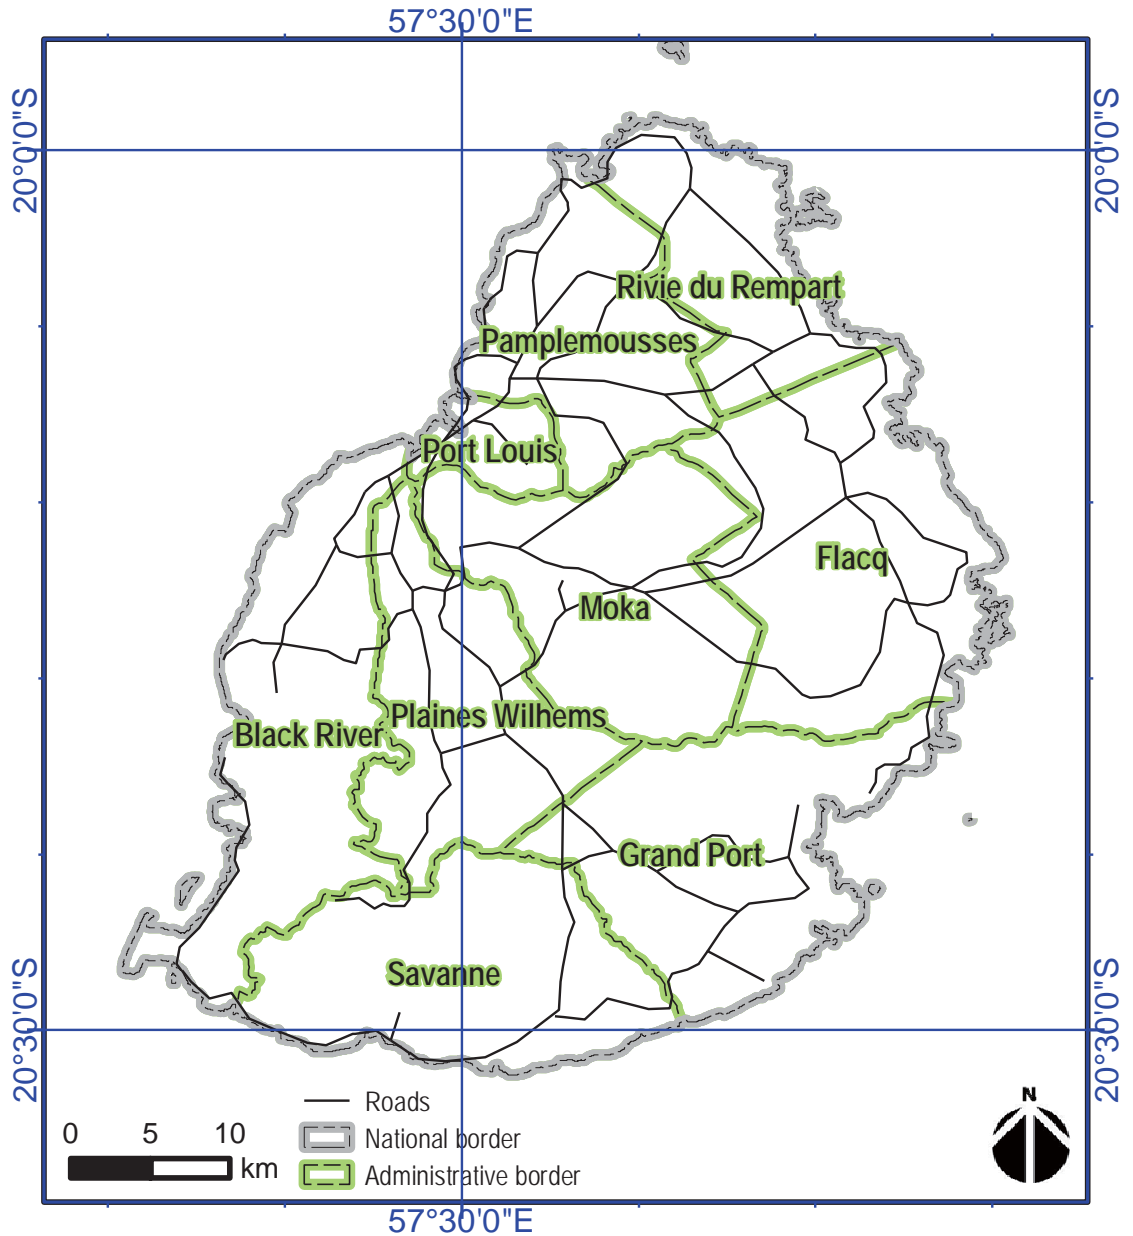 57°30'0"E
20°0'0"S
20°0'0"S
Rivie du Rempart
Pamplemousses
Port Louis
Flacq
Moka
Plaines Wilhems
Black River
Grand Port
Savanne
20°30'0"S
20°30'0"S
0 5 10
km
Roads
National border
Administrative border
N
57°30'0"E